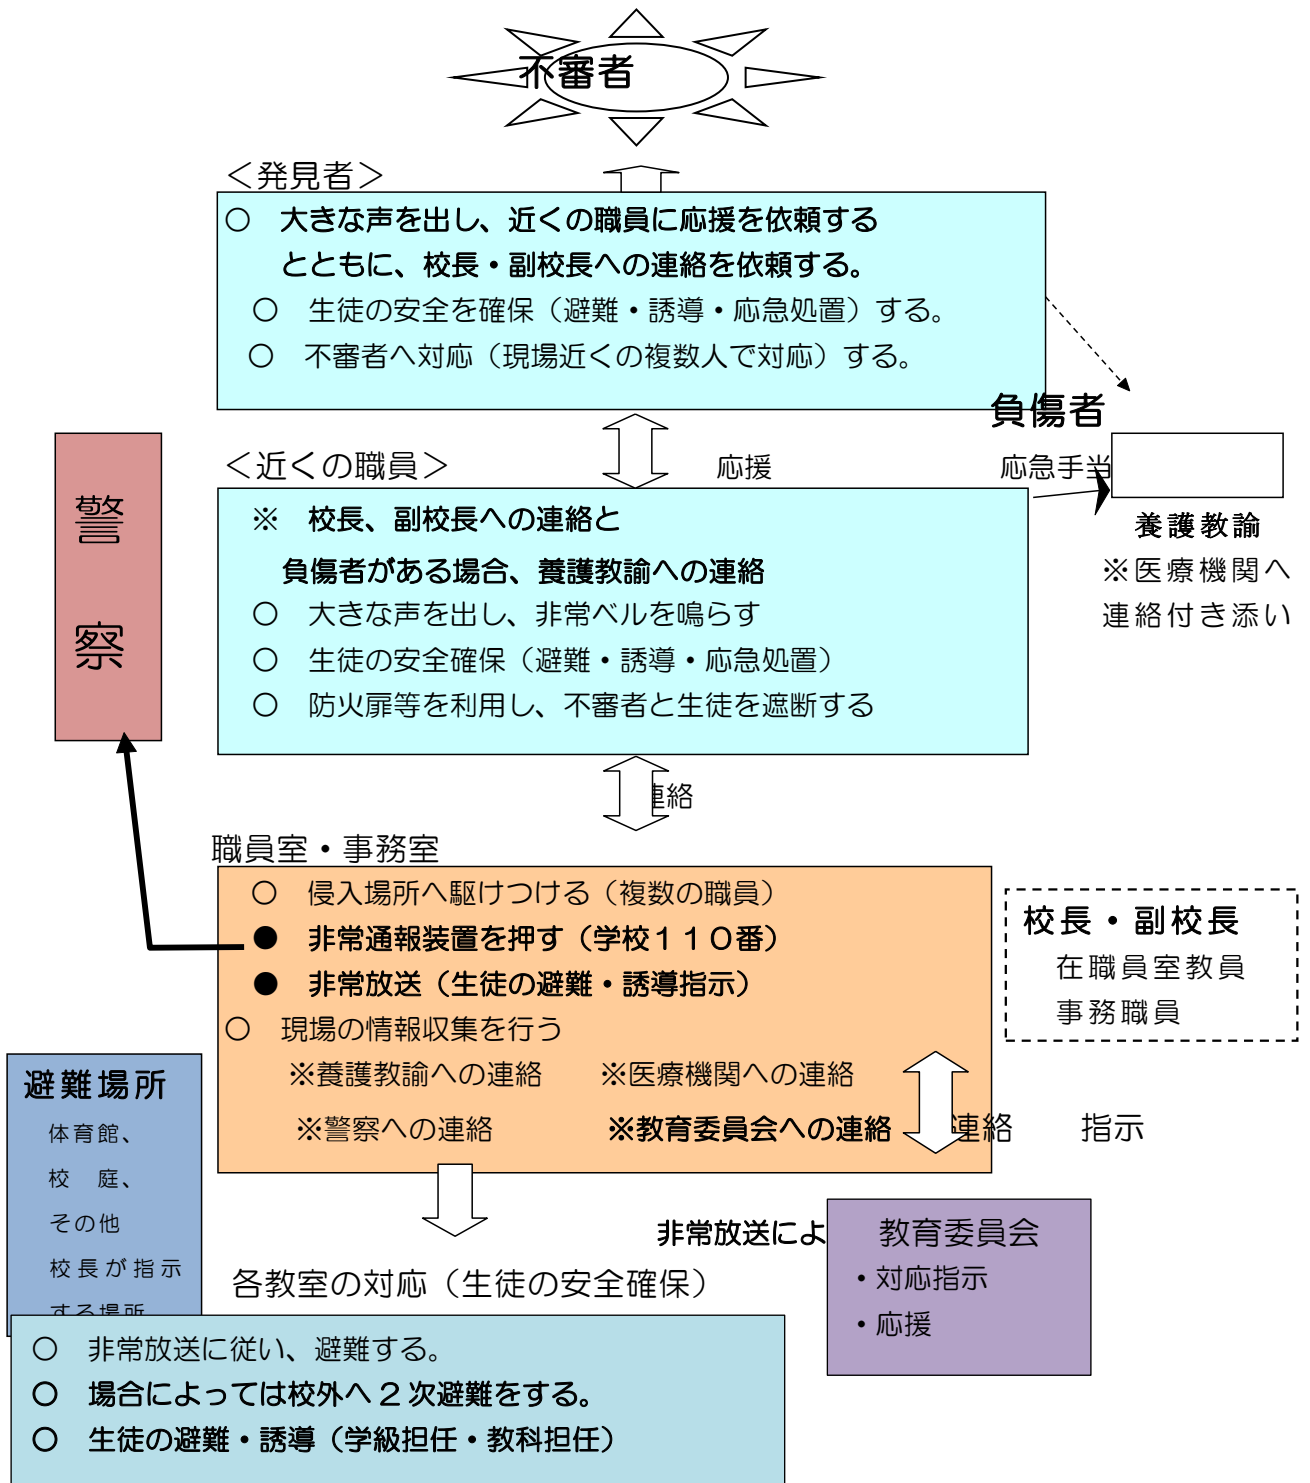 不審者
＜発見者＞
○　大きな声を出し、近くの職員に応援を依頼する
とともに、校長・副校長への連絡を依頼する。
○　生徒の安全を確保（避難・誘導・応急処置）する。
○　不審者へ対応（現場近くの複数人で対応）する。
負傷者
＜近くの職員＞
応援
応急手当
警
察
※　校長、副校長への連絡と
負傷者がある場合、養護教諭への連絡
○　大きな声を出し、非常ベルを鳴らす
○　生徒の安全確保（避難・誘導・応急処置）
○　防火扉等を利用し、不審者と生徒を遮断する
養護教諭
※医療機関へ
連絡付き添い
連絡
職員室・事務室
○　侵入場所へ駆けつける（複数の職員）
●　非常通報装置を押す（学校１１０番）
●　非常放送（生徒の避難・誘導指示）
○　現場の情報収集を行う
※養護教諭への連絡　　※医療機関への連絡
※警察への連絡　　　　※教育委員会への連絡
校長・副校長
在職員室教員
事務職員
連絡　　指示
避難場所
体育館、
校　庭、
その他
校長が指示
する場所
非常放送によ
教育委員会
・対応指示
・応援
各教室の対応（生徒の安全確保）
○　非常放送に従い、避難する。
○　場合によっては校外へ２次避難をする。
○　生徒の避難・誘導（学級担任・教科担任）